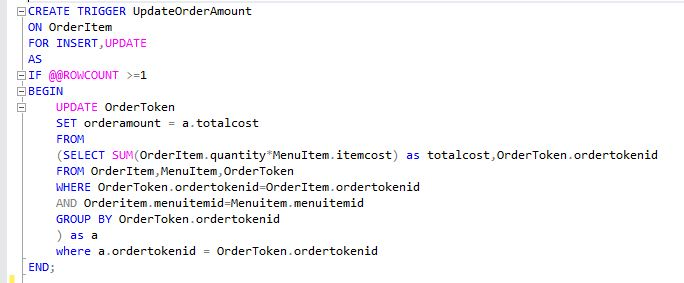 CREATE TRIGGER UpdateOrderAmount
ON OrderItem
FOR INSERT,UPDATE
AS
IF @@ROWCOUNT >=1
BEGIN
UPDATE OrderToken
SET orderamount = a.totalcost
FROM
(SELECT SUM(OrderItem.quantity*MenuItem.itemcost) as totalcost,OrderToken.ordertokenid
FROM OrderItem,MenuItem,OrderToken
WHERE OrderToken.ordertokenid=OrderItem.ordertokenid
AND Orderitem.menuitemid=Menuitem.menuitemid
GROUP BY OrderToken.ordertokenid
) as a
where a.ordertokenid = OrderToken.ordertokenid
END;